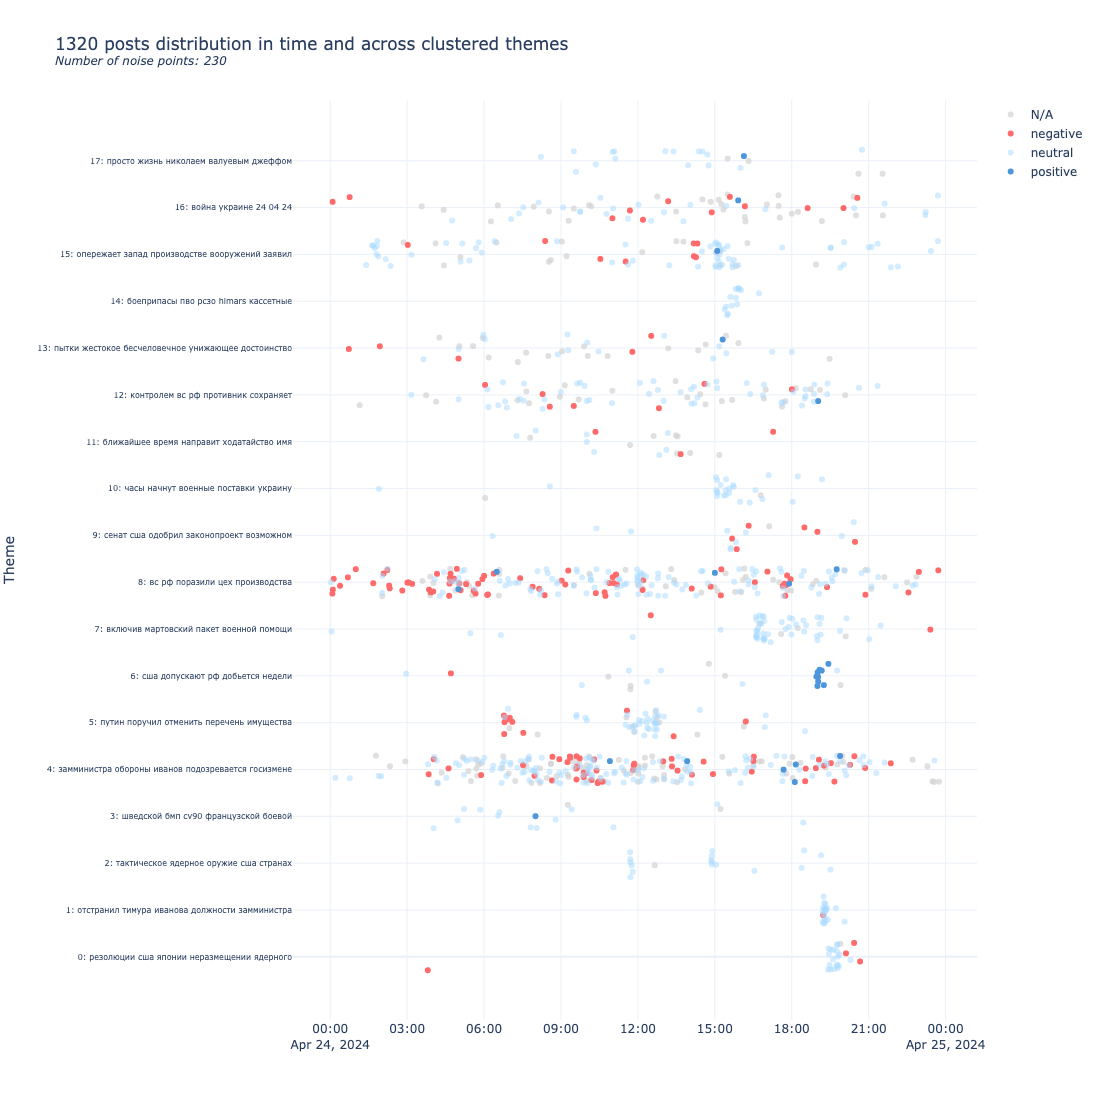 1320 posts distribution in time and across clustered themes
Number of noise points: 230
N/A
negative
neutral
positive
Theme
17: просто жизнь николаем валуевым джеффом
16: война украине 24 04 24
15: опережает запад производстве вооружений заявил
14: боеприпасы пво рсзо himars кассетные
13: пытки жестокое бесчеловечное унижающее достоинство
12: контролем вс рф противник сохраняет
11: ближайшее время направит ходатайство имя
10: часы начнут военные поставки украину
9: сенат сша одобрил законопроект возможном
8: вс рф поразили цех производства
7: включив мартовский пакет военной помощи
6: сша допускают рф добьется недели
5: путин поручил отменить перечень имущества
4: замминистра обороны иванов подозревается госизмене
3: шведской бмп cv90 французской боевой
2: тактическое ядерное оружие сша странах
1: отстранил тимура иванова должности замминистра
0: резолюции сша японии неразмещении ядерного
00:00 03:00 06:00 09:00 12:00 15:00 18:00 21:00 00:00
Apr 24, 2024 Apr 25, 2024